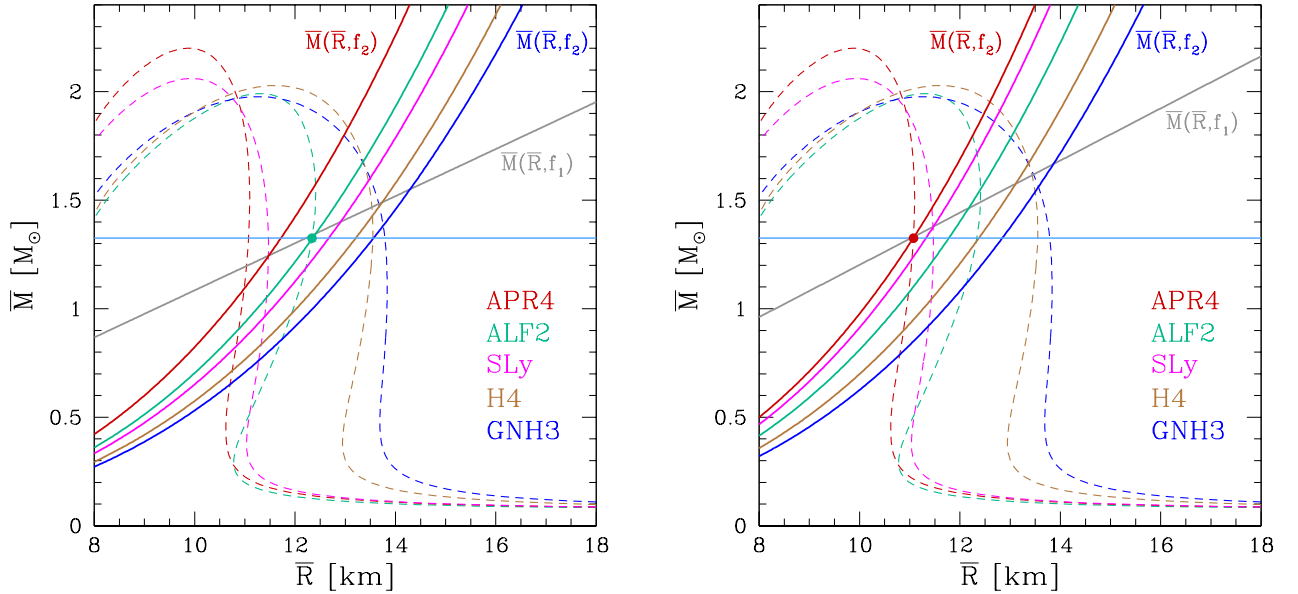 M̅(R̅,f₂)
M̅(R̅,f₂)
M̅(R̅,f₁)
M̅ [M⊙]
2
1.5
1
0.5
0
APR4
ALF2
SLy
H4
GNH3
8
10
12
14
16
18
R̅ [km]
M̅(R̅,f₂)
M̅(R̅,f₂)
M̅(R̅,f₁)
M̅ [M⊙]
2
1.5
1
0.5
0
APR4
ALF2
SLy
H4
GNH3
8
10
12
14
16
18
R̅ [km]